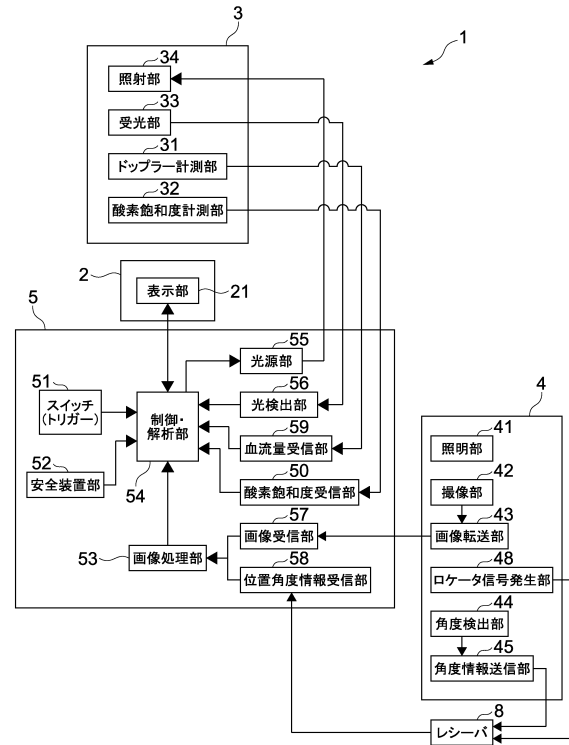 3
1
34
照射部
33
受光部
31
ドップラー計測部
32
酸素飽和度計測部
2
表示部
21
5
55
光源部
51
スイッチ
(トリガー)
制御・
解析部
54
56
光検出部
59
血流量受信部
52
安全装置部
50
酸素飽和度受信部
57
画像受信部
53
画像処理部
58
位置角度情報受信部
4
41
照明部
42
撮像部
43
画像転送部
48
ロケータ信号発生部
44
角度検出部
45
角度情報送信部
8
レシーバ